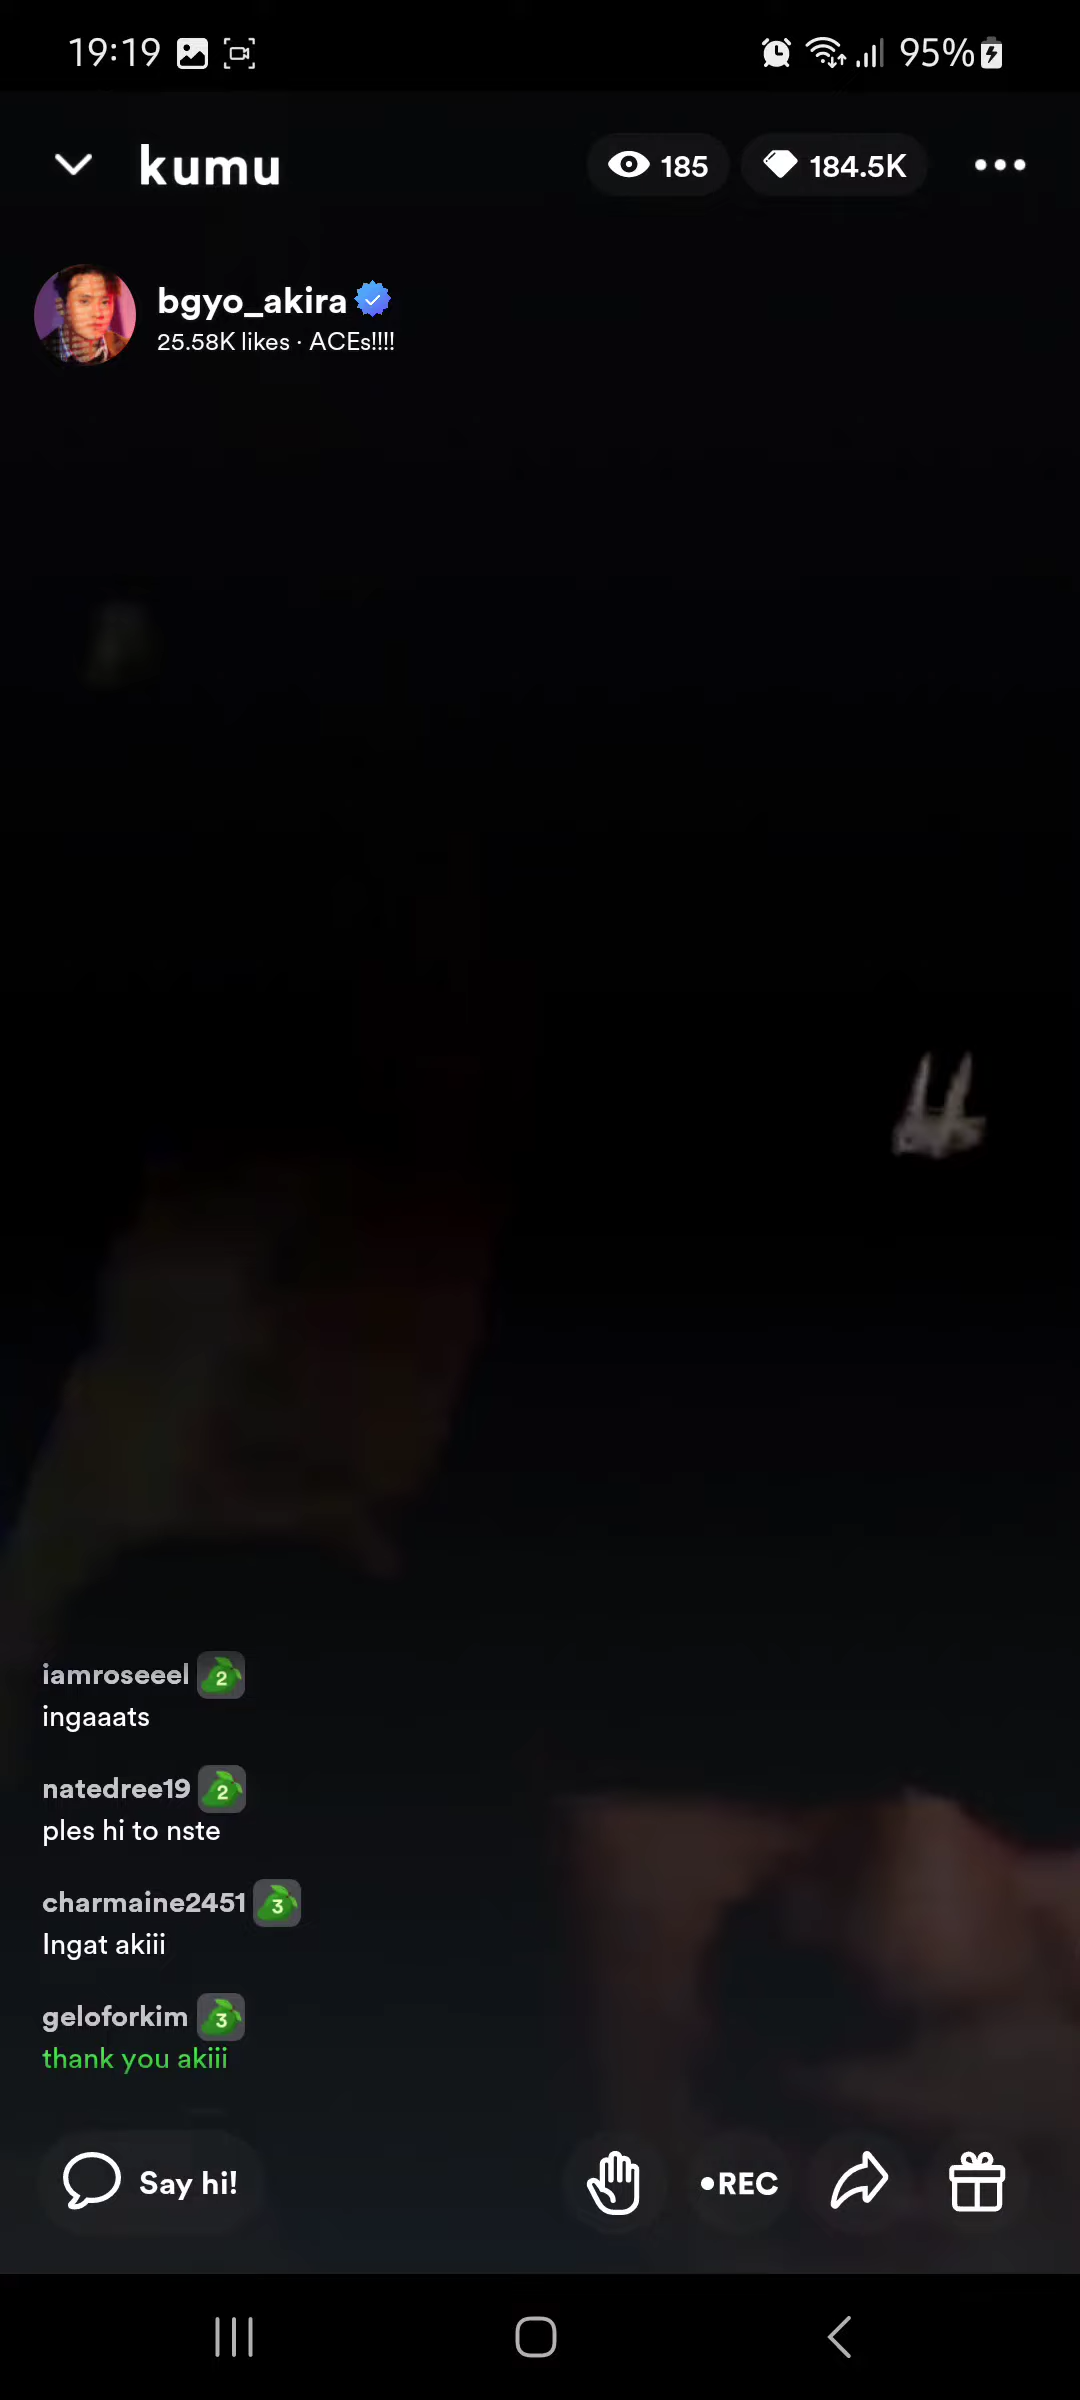 19:19 95%
kumu 185 184.5K
bgyo_akira
25.58K likes · ACEs!!!!
iamroseeel 2
ingaaats
natedree19 2
ples hi to nste
charmaine2451 3
Ingat akiii
geloforkim 3
thank you akiii
Say hi! •REC